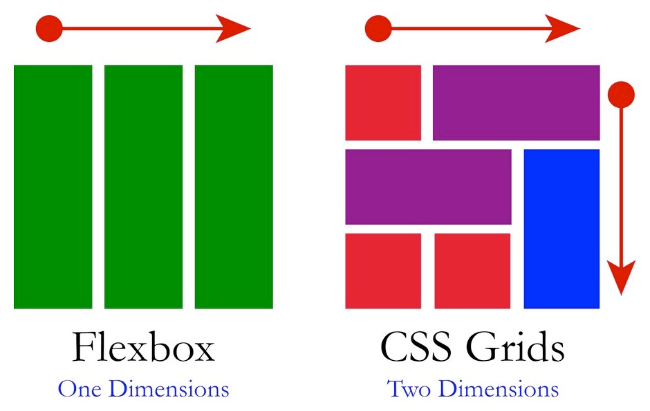 Flexbox
One Dimensions
CSS Grids
Two Dimensions